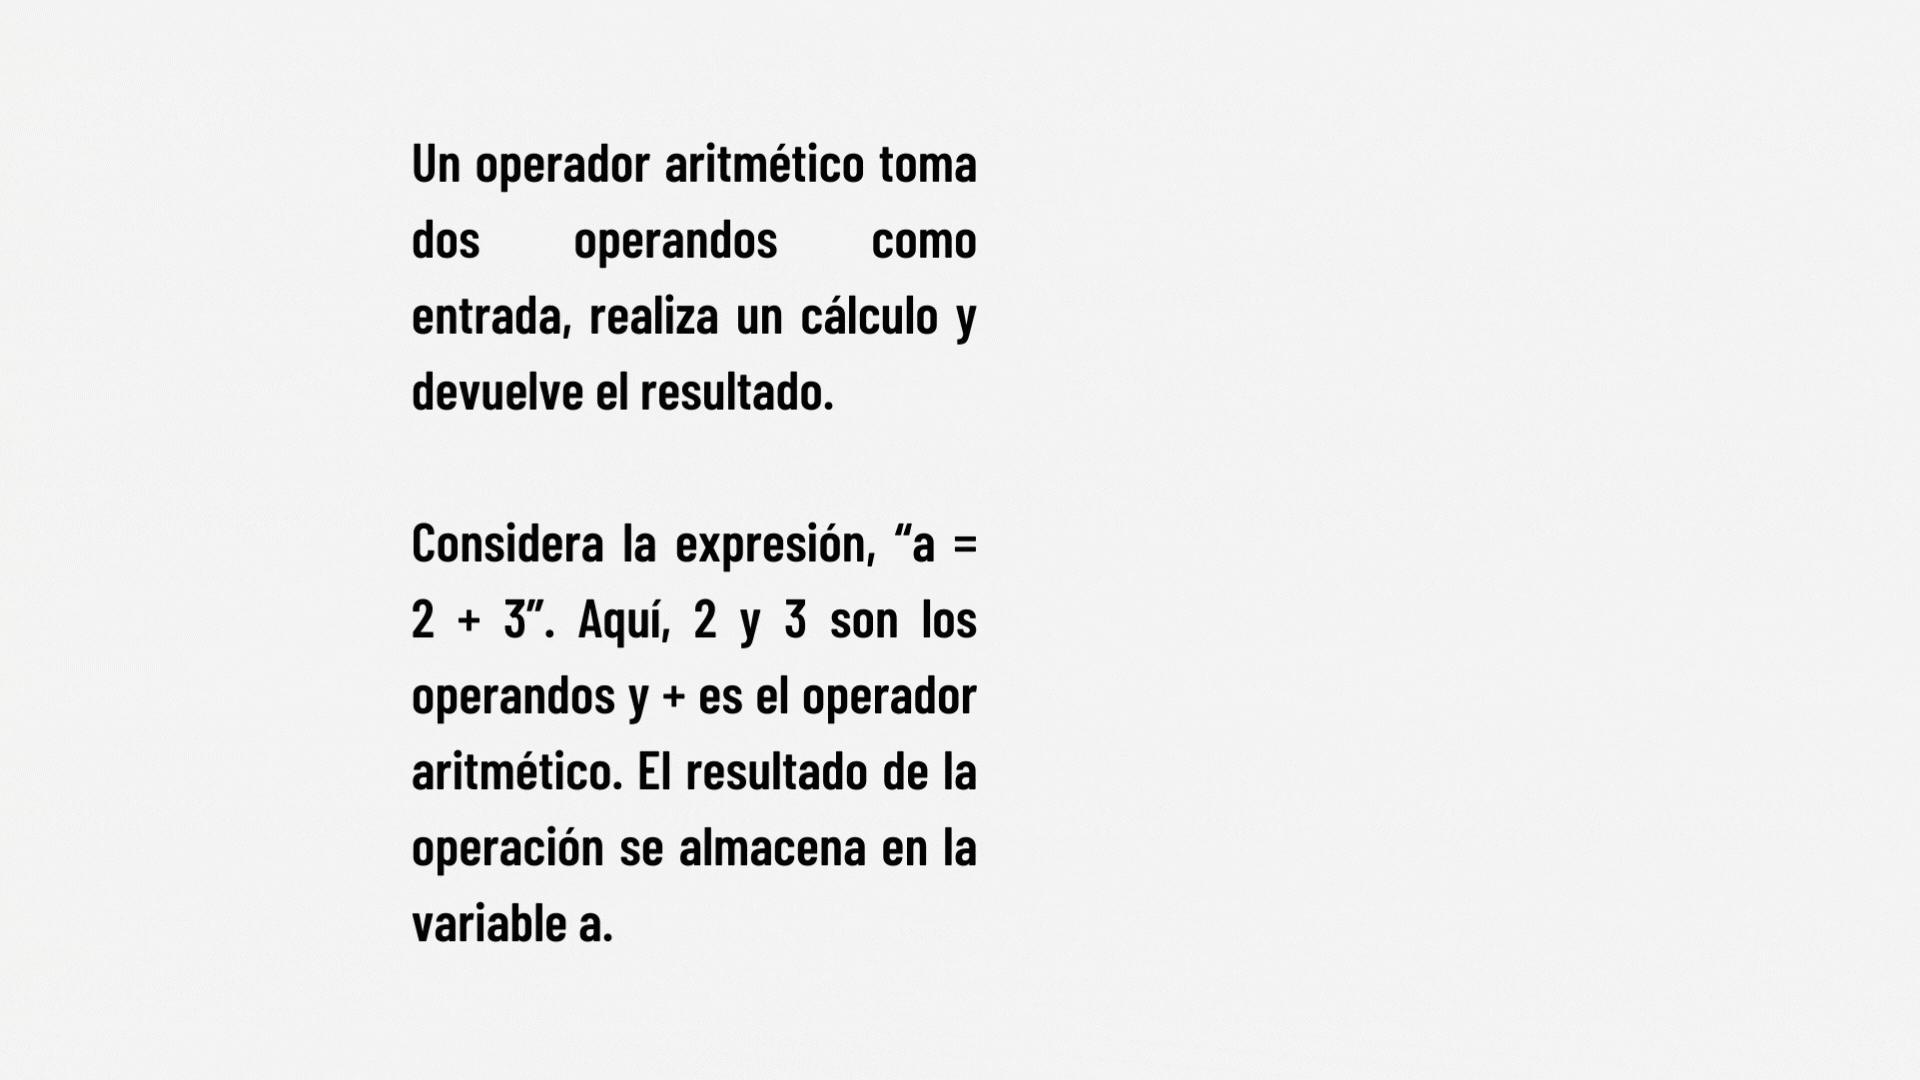 Un operador aritmético toma
dos operandos como
entrada, realiza un cálculo y
devuelve el resultado.
Considera la expresión, “a =
2 + 3”. Aquí, 2 y 3 son los
operandos y + es el operador
aritmético. El resultado de la
operación se almacena en la
variable a.